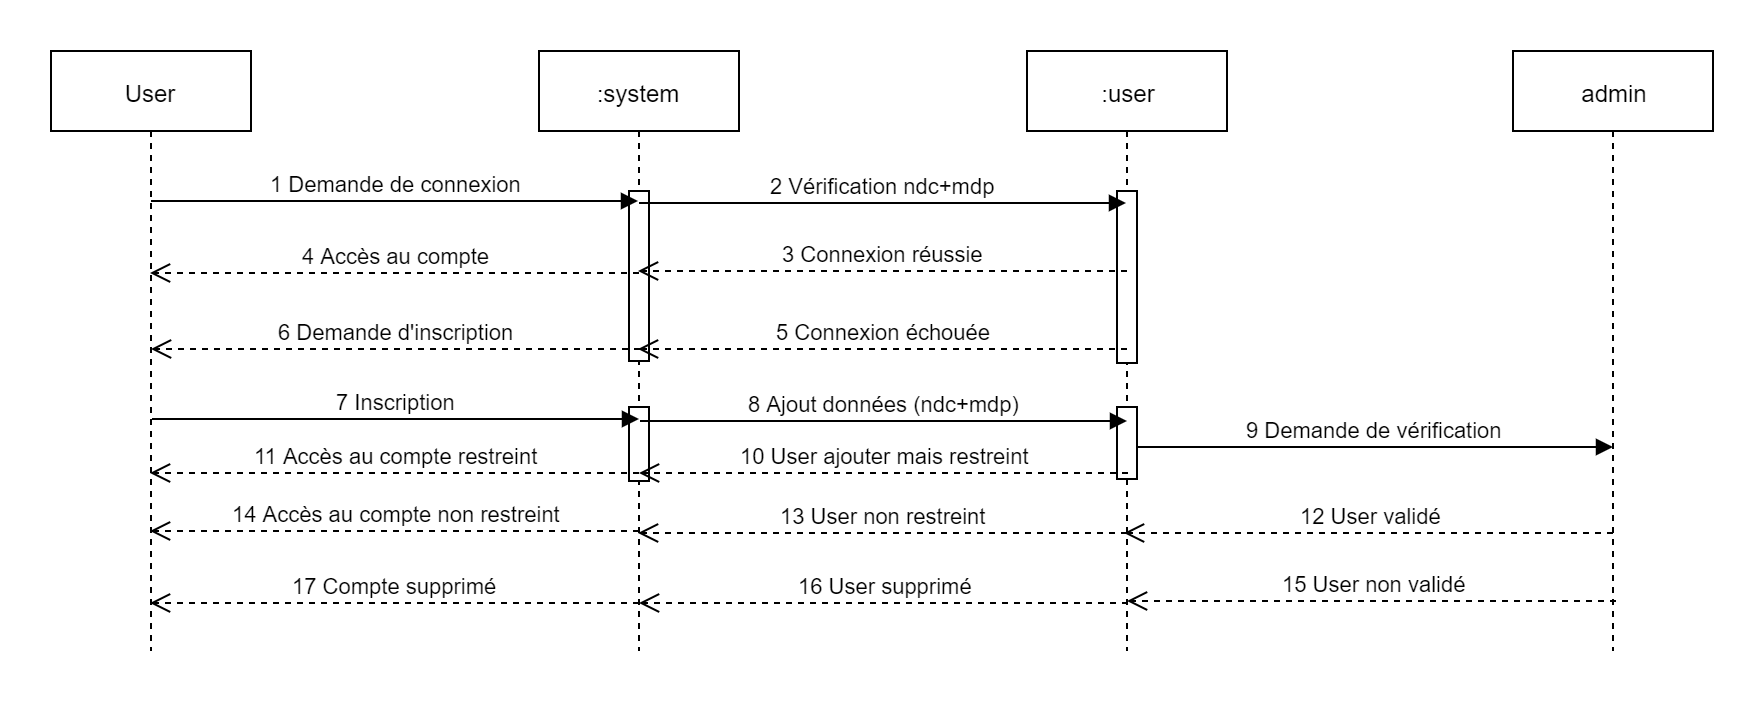 User
:system
:user
admin
1 Demande de connexion
2 Vérification ndc+mdp
4 Accès au compte
3 Connexion réussie
6 Demande d'inscription
5 Connexion échouée
7 Inscription
8 Ajout données (ndc+mdp)
9 Demande de vérification
11 Accès au compte restreint
10 User ajouter mais restreint
14 Accès au compte non restreint
13 User non restreint
12 User validé
17 Compte supprimé
16 User supprimé
15 User non validé